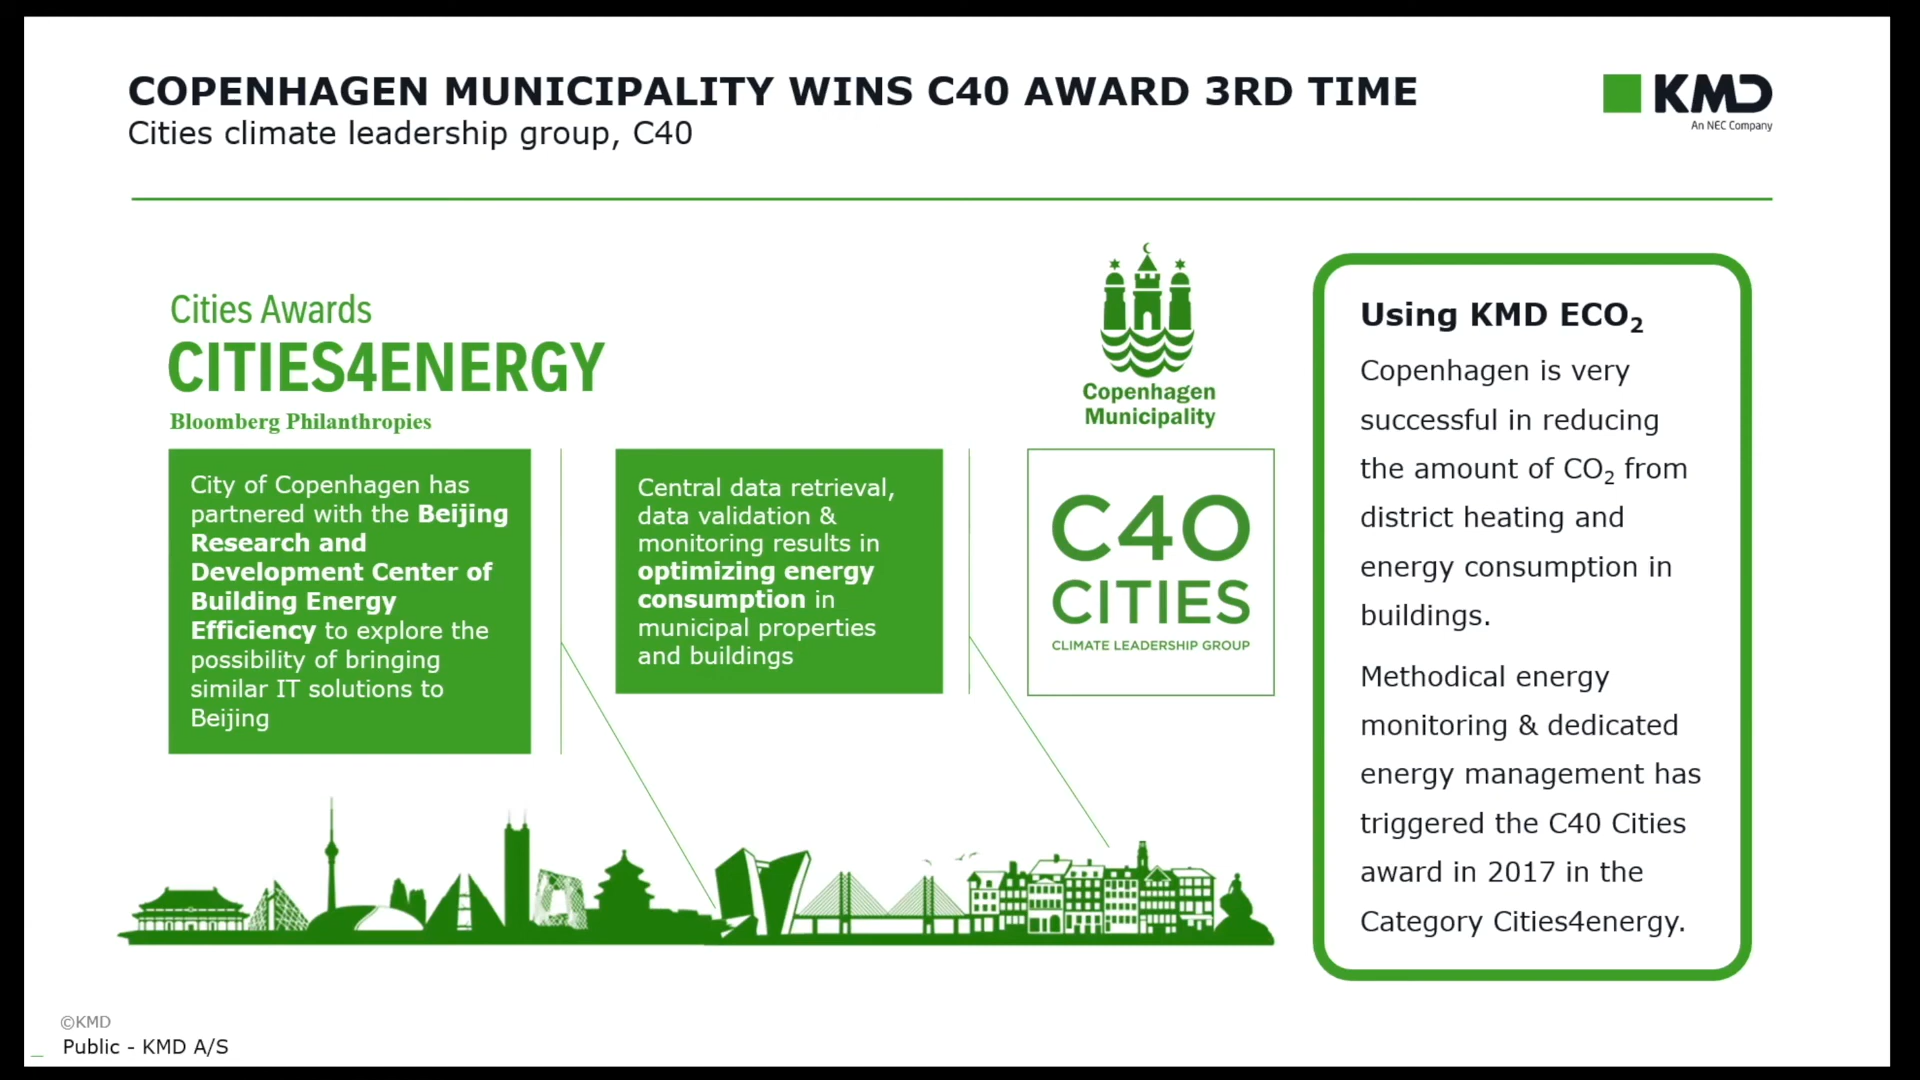 COPENHAGEN MUNICIPALITY WINS C40 AWARD 3RD TIME
Cities climate leadership group, C40
KMD
An NEC Company
Cities Awards
CITIES4ENERGY
Bloomberg Philanthropies
City of Copenhagen has
partnered with the Beijing
Research and
Development Center of
Building Energy
Efficiency to explore the
possibility of bringing
similar IT solutions to
Beijing
Central data retrieval,
data validation &
monitoring results in
optimizing energy
consumption in
municipal properties
and buildings
Copenhagen
Municipality
C40
CITIES
CLIMATE LEADERSHIP GROUP
Using KMD ECO₂
Copenhagen is very
successful in reducing
the amount of CO₂ from
district heating and
energy consumption in
buildings.
Methodical energy
monitoring & dedicated
energy management has
triggered the C40 Cities
award in 2017 in the
Category Cities4energy.
©KMD
Public - KMD A/S